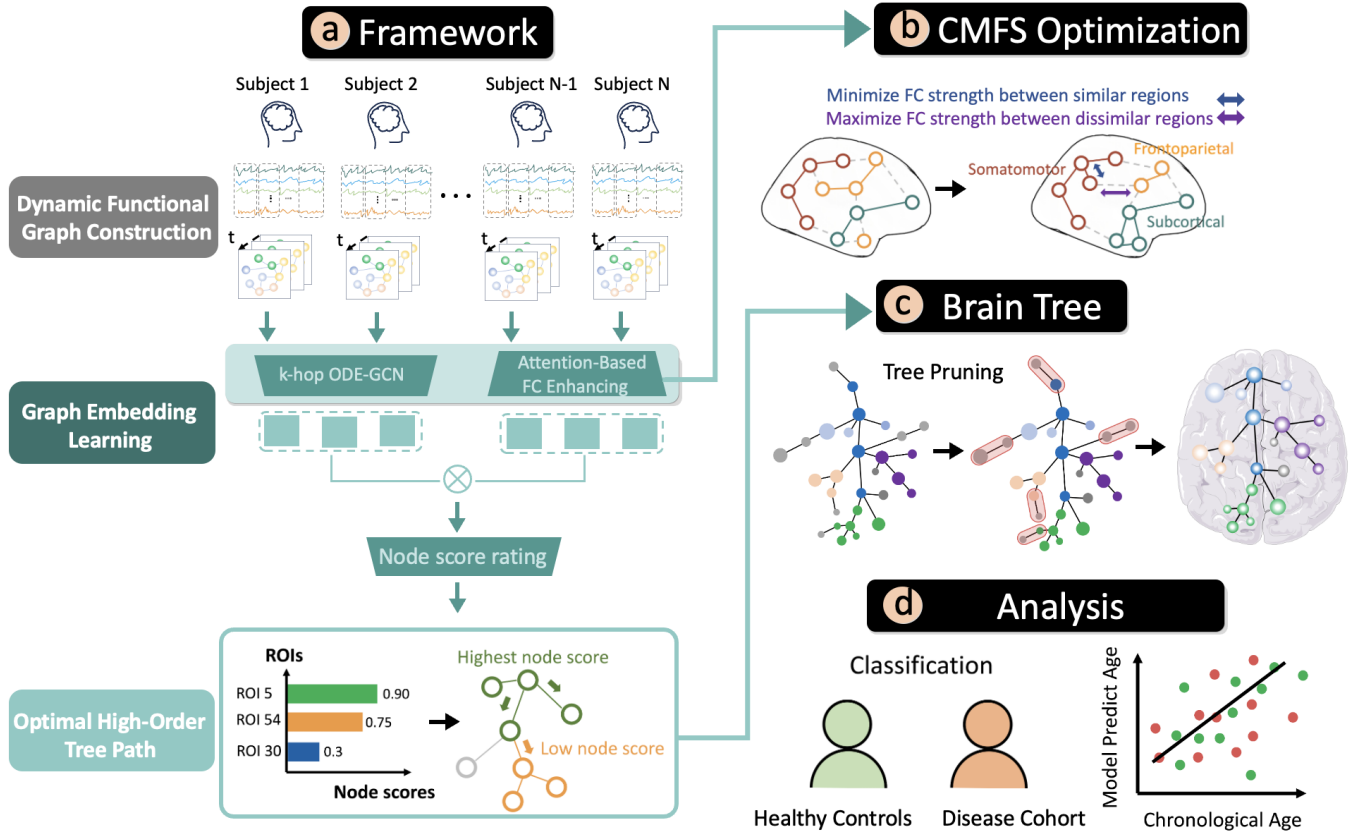 a Framework
Subject 1
Subject 2
Subject N-1
Subject N
Dynamic Functional
Graph Construction
...
t
t
t
t
k-hop ODE-GCN
Attention-Based
FC Enhancing
Graph Embedding
Learning
Node score rating
Optimal High-Order
Tree Path
ROIs
ROI 5
0.90
ROI 54
0.75
ROI 30
0.3
Node scores
Highest node score
Low node score
b CMFS Optimization
Minimize FC strength between similar regions
Maximize FC strength between dissimilar regions
Somatomotor
Frontoparietal
Subcortical
c Brain Tree
Tree Pruning
d Analysis
Classification
Healthy Controls
Disease Cohort
Model Predict Age
Chronological Age